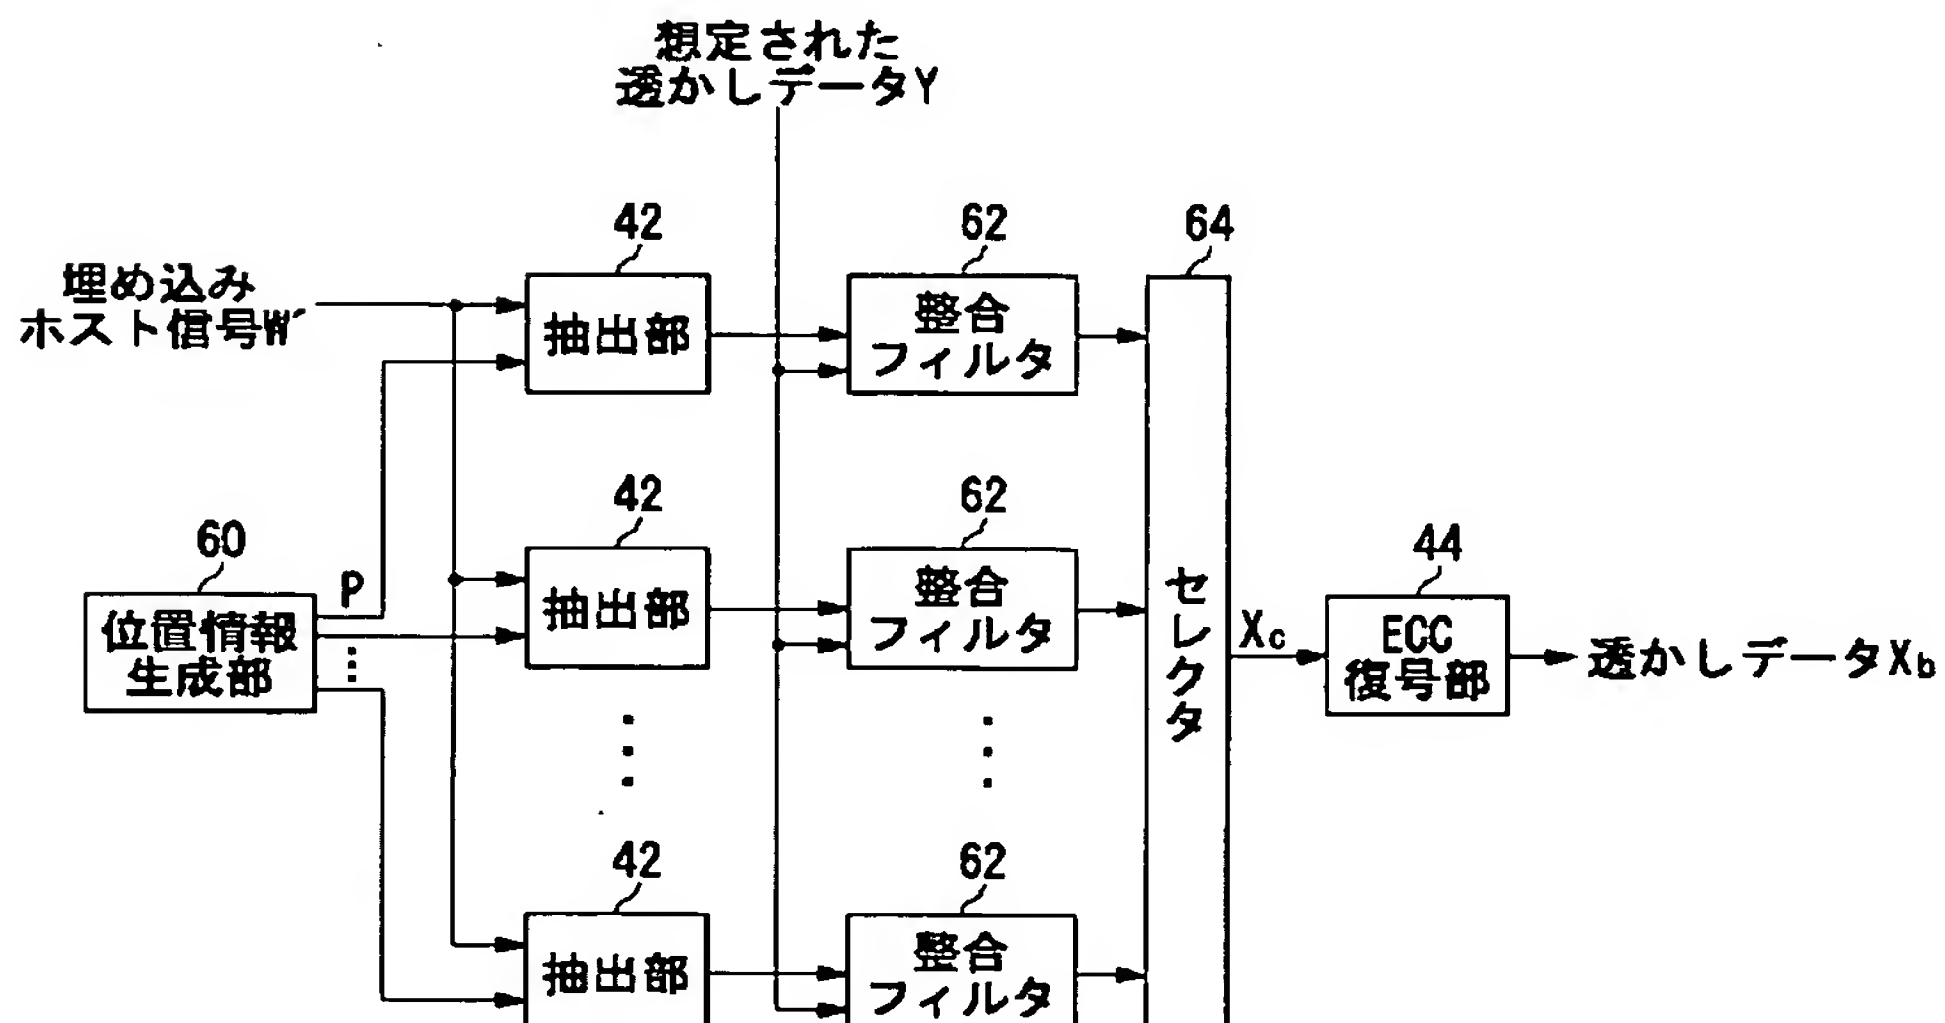 想定された
透かしデータY
42
62
64
埋め込み
ホスト信号W´
抽出部
整合
フィルタ
42
62
60
44
P
位置情報
生成部
抽出部
整合
フィルタ
セレクタ
Xc
ECC
復号部
透かしデータXb
42
62
抽出部
整合
フィルタ